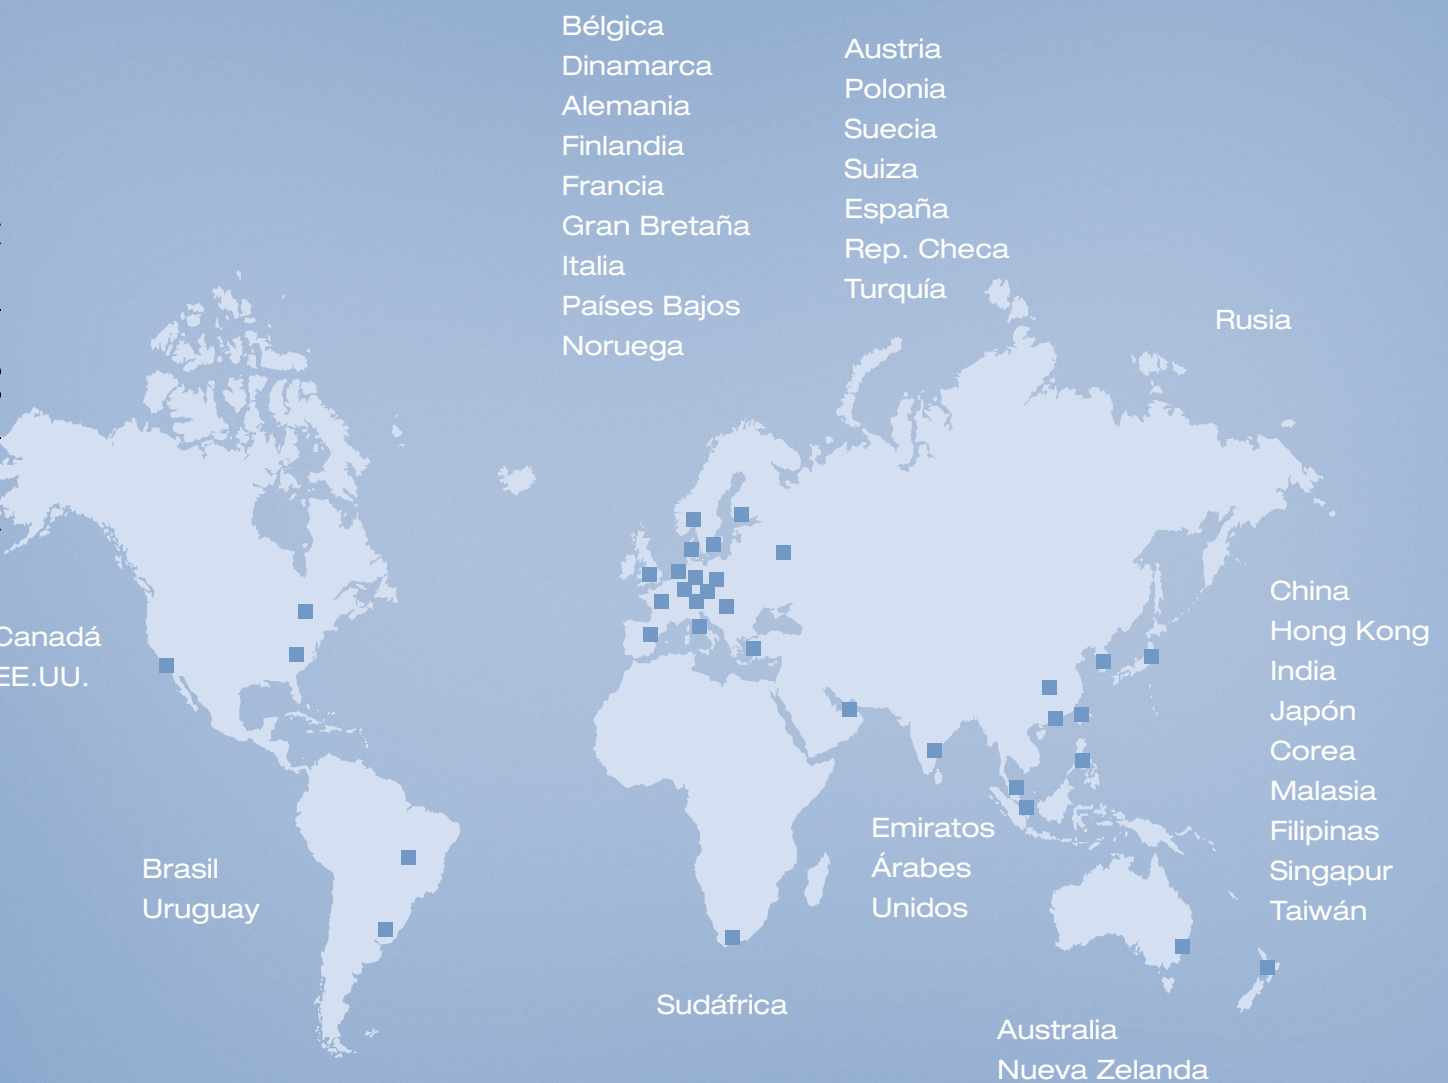 Bélgica
Dinamarca
Alemania
Finlandia
Francia
Gran Bretaña
Italia
Países Bajos
Noruega
Austria
Polonia
Suecia
Suiza
España
Rep. Checa
Turquía
Rusia
Canadá
EE.UU.
China
Hong Kong
India
Japón
Corea
Malasia
Filipinas
Singapur
Taiwán
Brasil
Uruguay
Emiratos
Árabes
Unidos
Sudáfrica
Australia
Nueva Zelanda